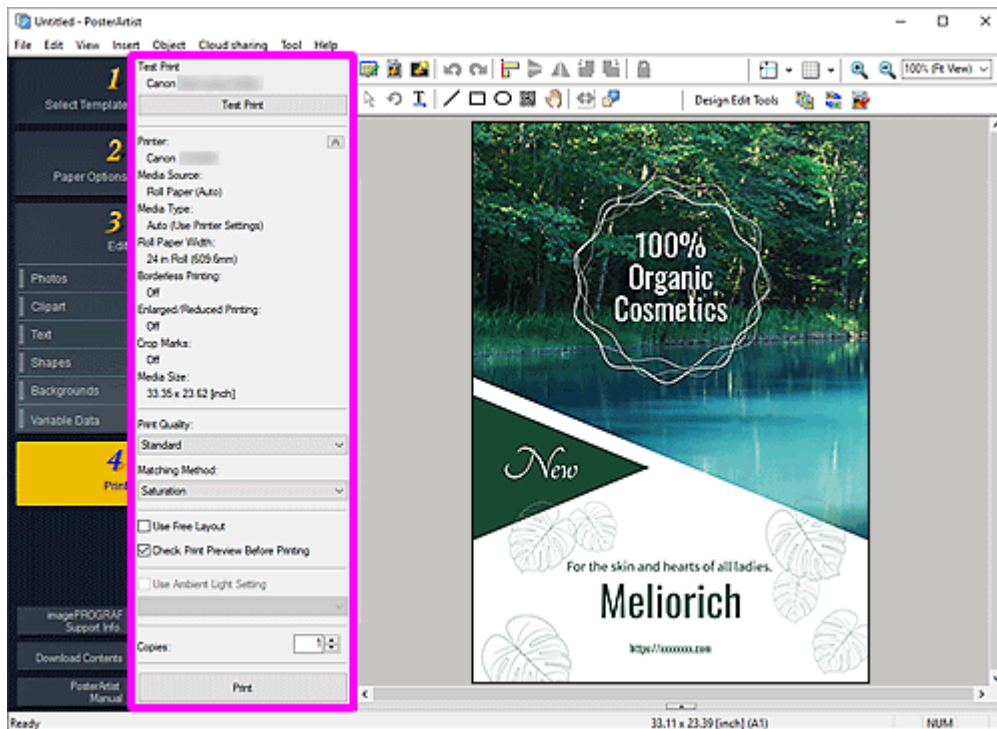 Untitled - PosterArtist
File Edit View Insert Object Cloud sharing Tool Help
1
Select Template
2
Paper Options
3
Edit
Photos
Clipart
Text
Shapes
Backgrounds
Variable Data
4
Print
imagePROGRAF
Support Info.
Download Contents
PosterArtist
Manual
Test Print
Canon
Test Print
Printer:
Canon
Media Source:
Roll Paper (Auto)
Media Type:
Auto (Use Printer Settings)
Roll Paper Width:
24 in Roll (609.6mm)
Borderless Printing:
Off
Enlarged/Reduced Printing:
Off
Crop Marks:
Off
Media Size:
33.35 x 23.62 [inch]
Print Quality:
Standard
Matching Method:
Saturation
Use Free Layout
Check Print Preview Before Printing
Use Ambient Light Setting
Copies:
1
Print
100% (Fit View)
Design Edit Tools
100%
Organic
Cosmetics
New
For the skin and hearts of all ladies.
Meliorich
https://xxxxxxxx.com
Ready
33.11 x 23.39 [inch] (A1)
NUM